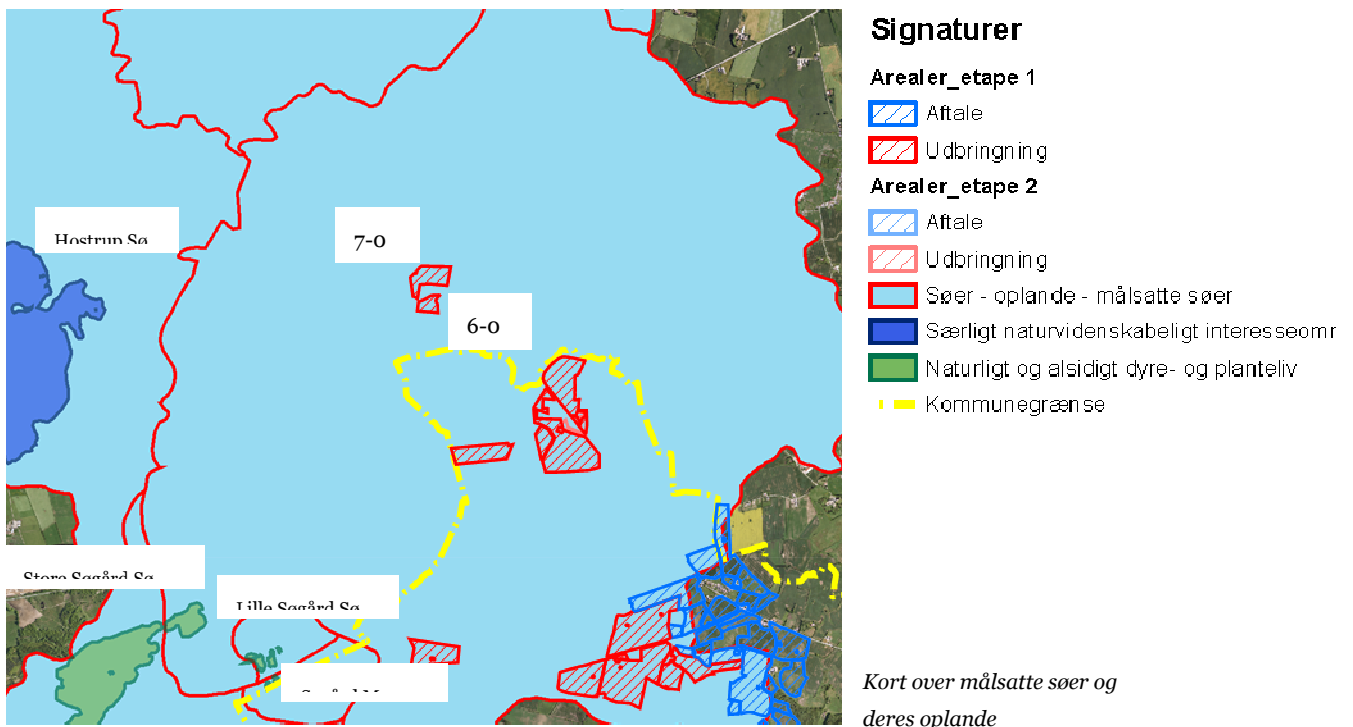 Hostrup Sø
7-0
6-0
Store Søgård Sø
Lille Søgård Sø
Signaturer
Arealer_etape 1
Aftale
Udbringning
Arealer_etape 2
Aftale
Udbringning
Søer - oplande - målsatte søer
Særligt naturvidenskabeligt interesseomr
Naturligt og alsidigt dyre- og planteliv
Kommunegrænse
Kort over målsatte søer og
deres oplande